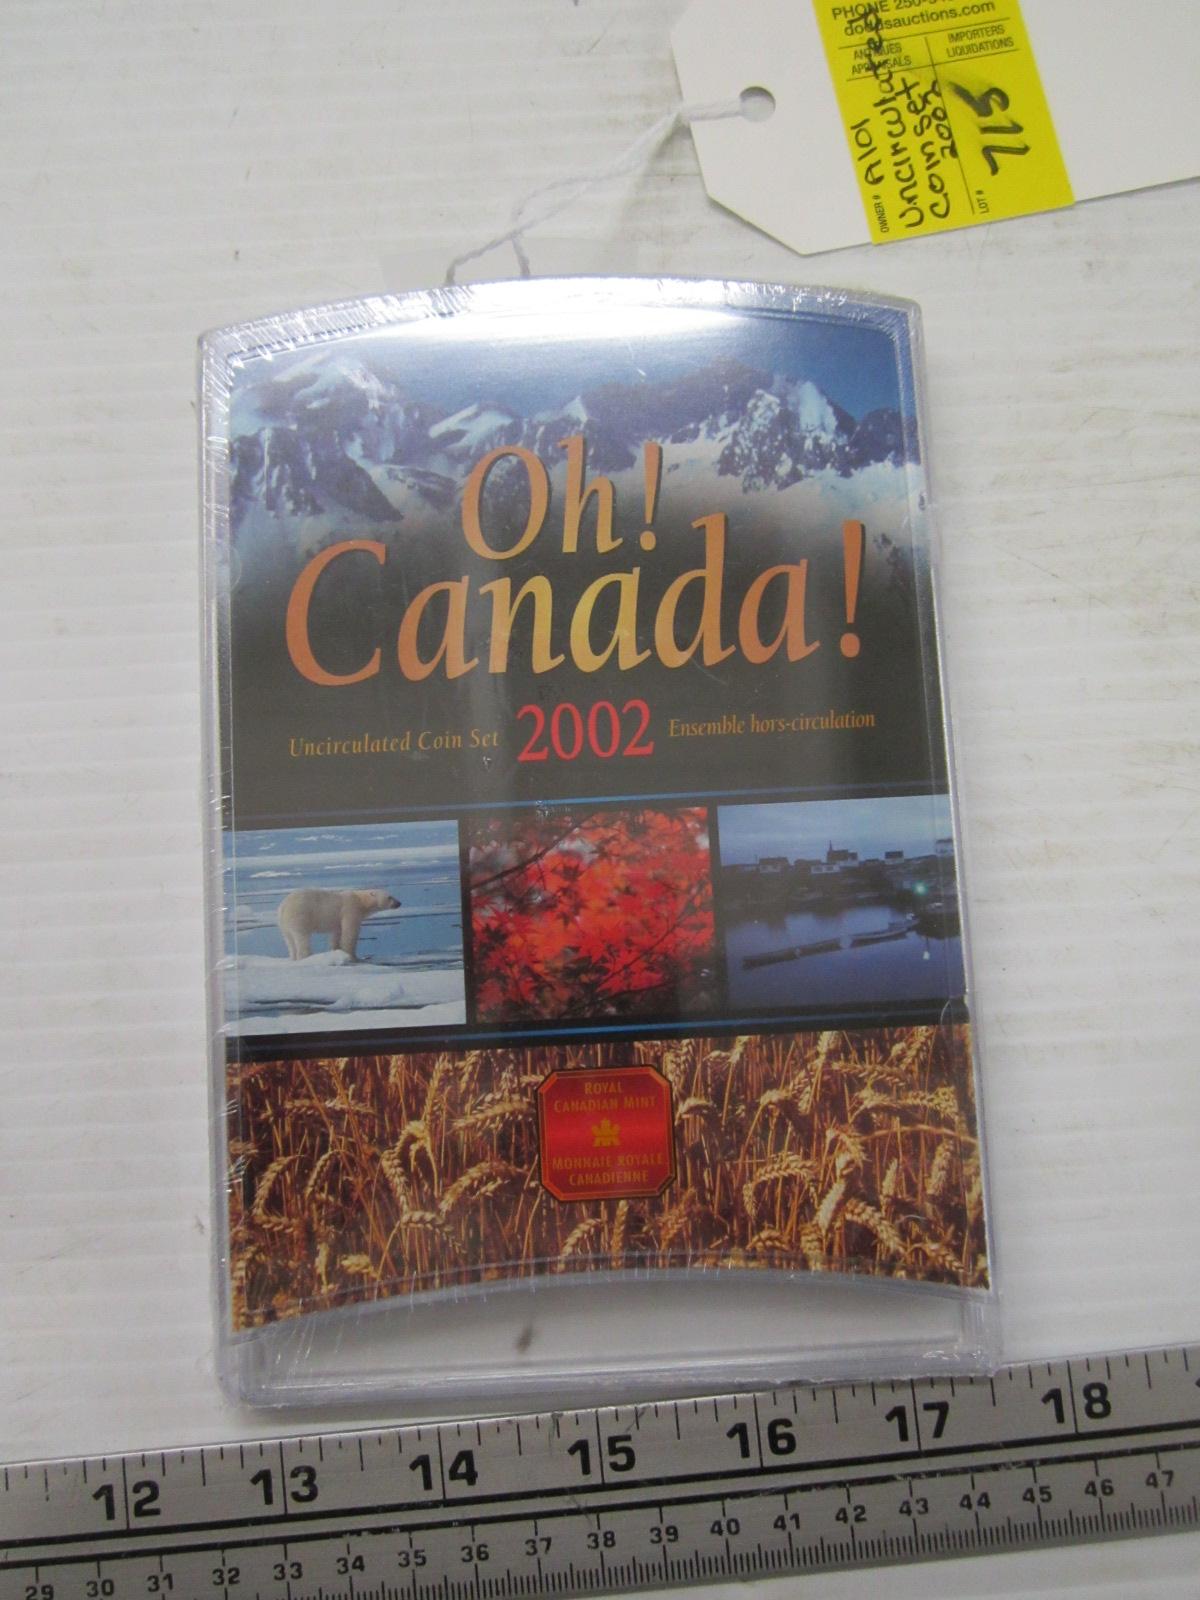 doddsauctions.com
ANTIQUES
APPRAISALS
IMPORTERS
LIQUIDATIONS
OWNER # A101
Uncirculated
Coin Set
2002
LOT # 715
Oh!
Canada!
Uncirculated Coin Set 2002 Ensemble hors-circulation
ROYAL
CANADIAN MINT
MONNAIE ROYALE
CANADIENNE
12 13 14 15 16 17 18
29 30 31 32 33 34 35 36 37 38 39 40 41 42 43 44 45 46 47